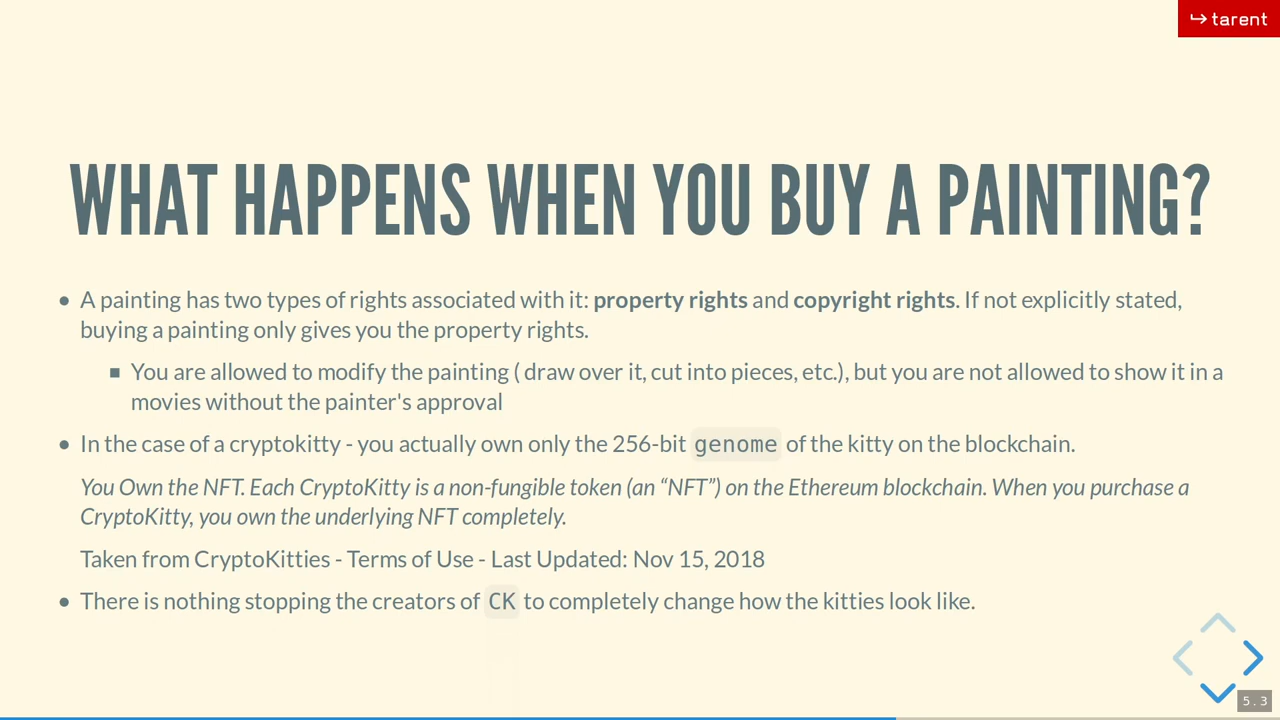 ↪ tarent
WHAT HAPPENS WHEN YOU BUY A PAINTING?
• A painting has two types of rights associated with it: property rights and copyright rights. If not explicitly stated,
buying a painting only gives you the property rights.
▪ You are allowed to modify the painting ( draw over it, cut into pieces, etc.), but you are not allowed to show it in a
movies without the painter's approval
• In the case of a cryptokitty - you actually own only the 256-bit genome of the kitty on the blockchain.
You Own the NFT. Each CryptoKitty is a non-fungible token (an “NFT”) on the Ethereum blockchain. When you purchase a
CryptoKitty, you own the underlying NFT completely.
Taken from CryptoKitties - Terms of Use - Last Updated: Nov 15, 2018
• There is nothing stopping the creators of CK to completely change how the kitties look like.
5.3